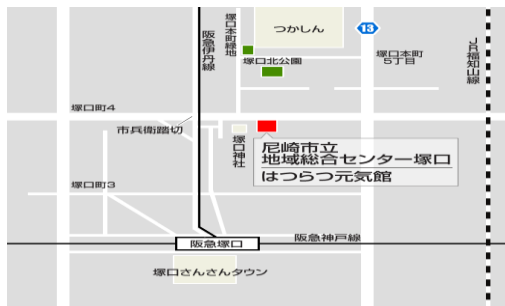 つかしん
13
塚口本町緑地
阪急伊丹線
塚口北公園
塚口本町
5丁目
JR福知山線
塚口町4
市兵衛踏切
塚口神社
尼崎市立
地域総合センター塚口
はつらつ元気館
塚口町3
阪急塚口
阪急神戸線
塚口さんさんタウン